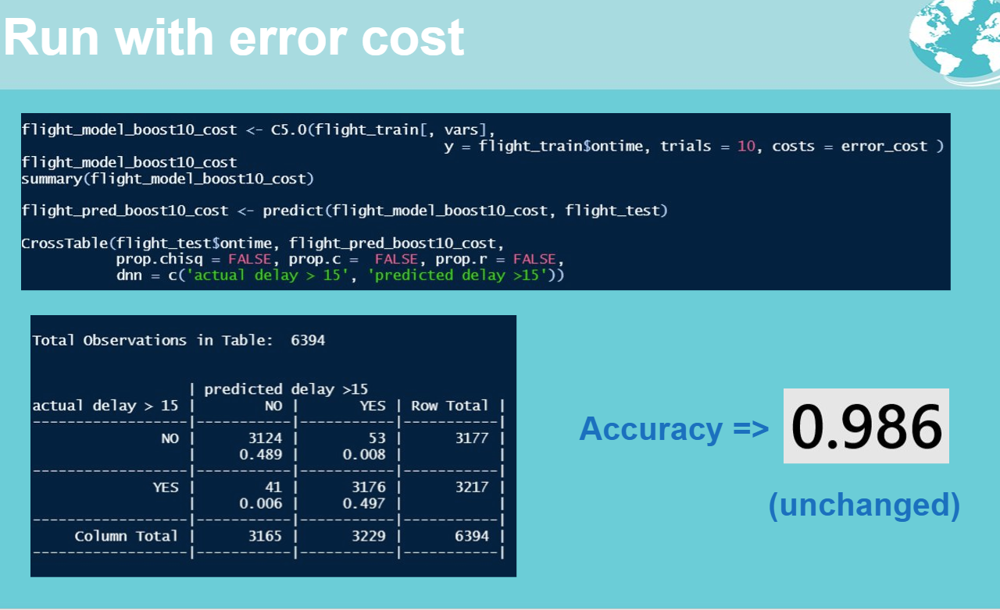 Run with error cost
flight_model_boost10_cost <- C5.0(flight_train[, vars],
y = flight_train$ontime, trials = 10, costs = error_cost )
flight_model_boost10_cost
summary(flight_model_boost10_cost)
flight_pred_boost10_cost <- predict(flight_model_boost10_cost, flight_test)
CrossTable(flight_test$ontime, flight_pred_boost10_cost,
prop.chisq = FALSE, prop.c =  FALSE, prop.r = FALSE,
dnn = c('actual delay > 15', 'predicted delay >15'))
Total Observations in Table:  6394
| predicted delay >15
actual delay > 15 |        NO |       YES | Row Total |
------------------|-----------|-----------|-----------|
NO |      3124 |        53 |      3177 |
|     0.489 |     0.008 |           |
------------------|-----------|-----------|-----------|
YES |        41 |      3176 |      3217 |
|     0.006 |     0.497 |           |
------------------|-----------|-----------|-----------|
Column Total |      3165 |      3229 |      6394 |
------------------|-----------|-----------|-----------|
Accuracy => 0.986
(unchanged)